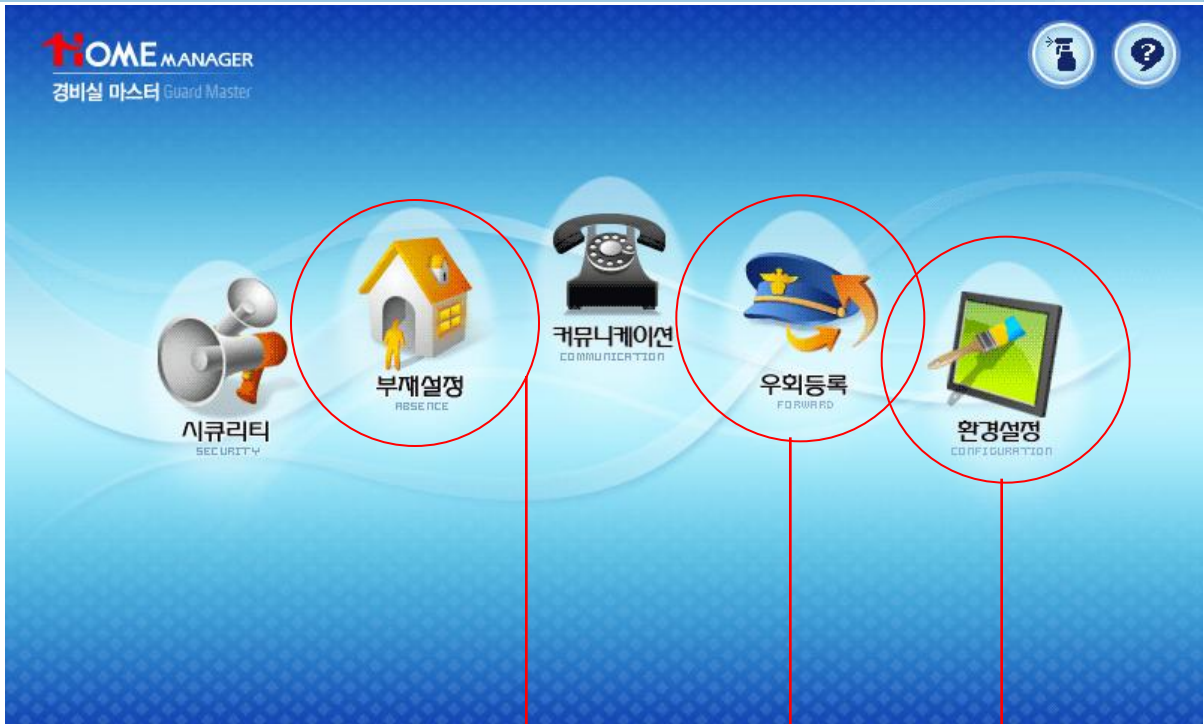 HOME MANAGER
경비실 마스터 Guard Master
?
커뮤니케이션
COMMUNICATION
부재설정
ABSENCE
우회등록
FORWARD
시큐리티
SECURITY
환경설정
CONFIGURATION